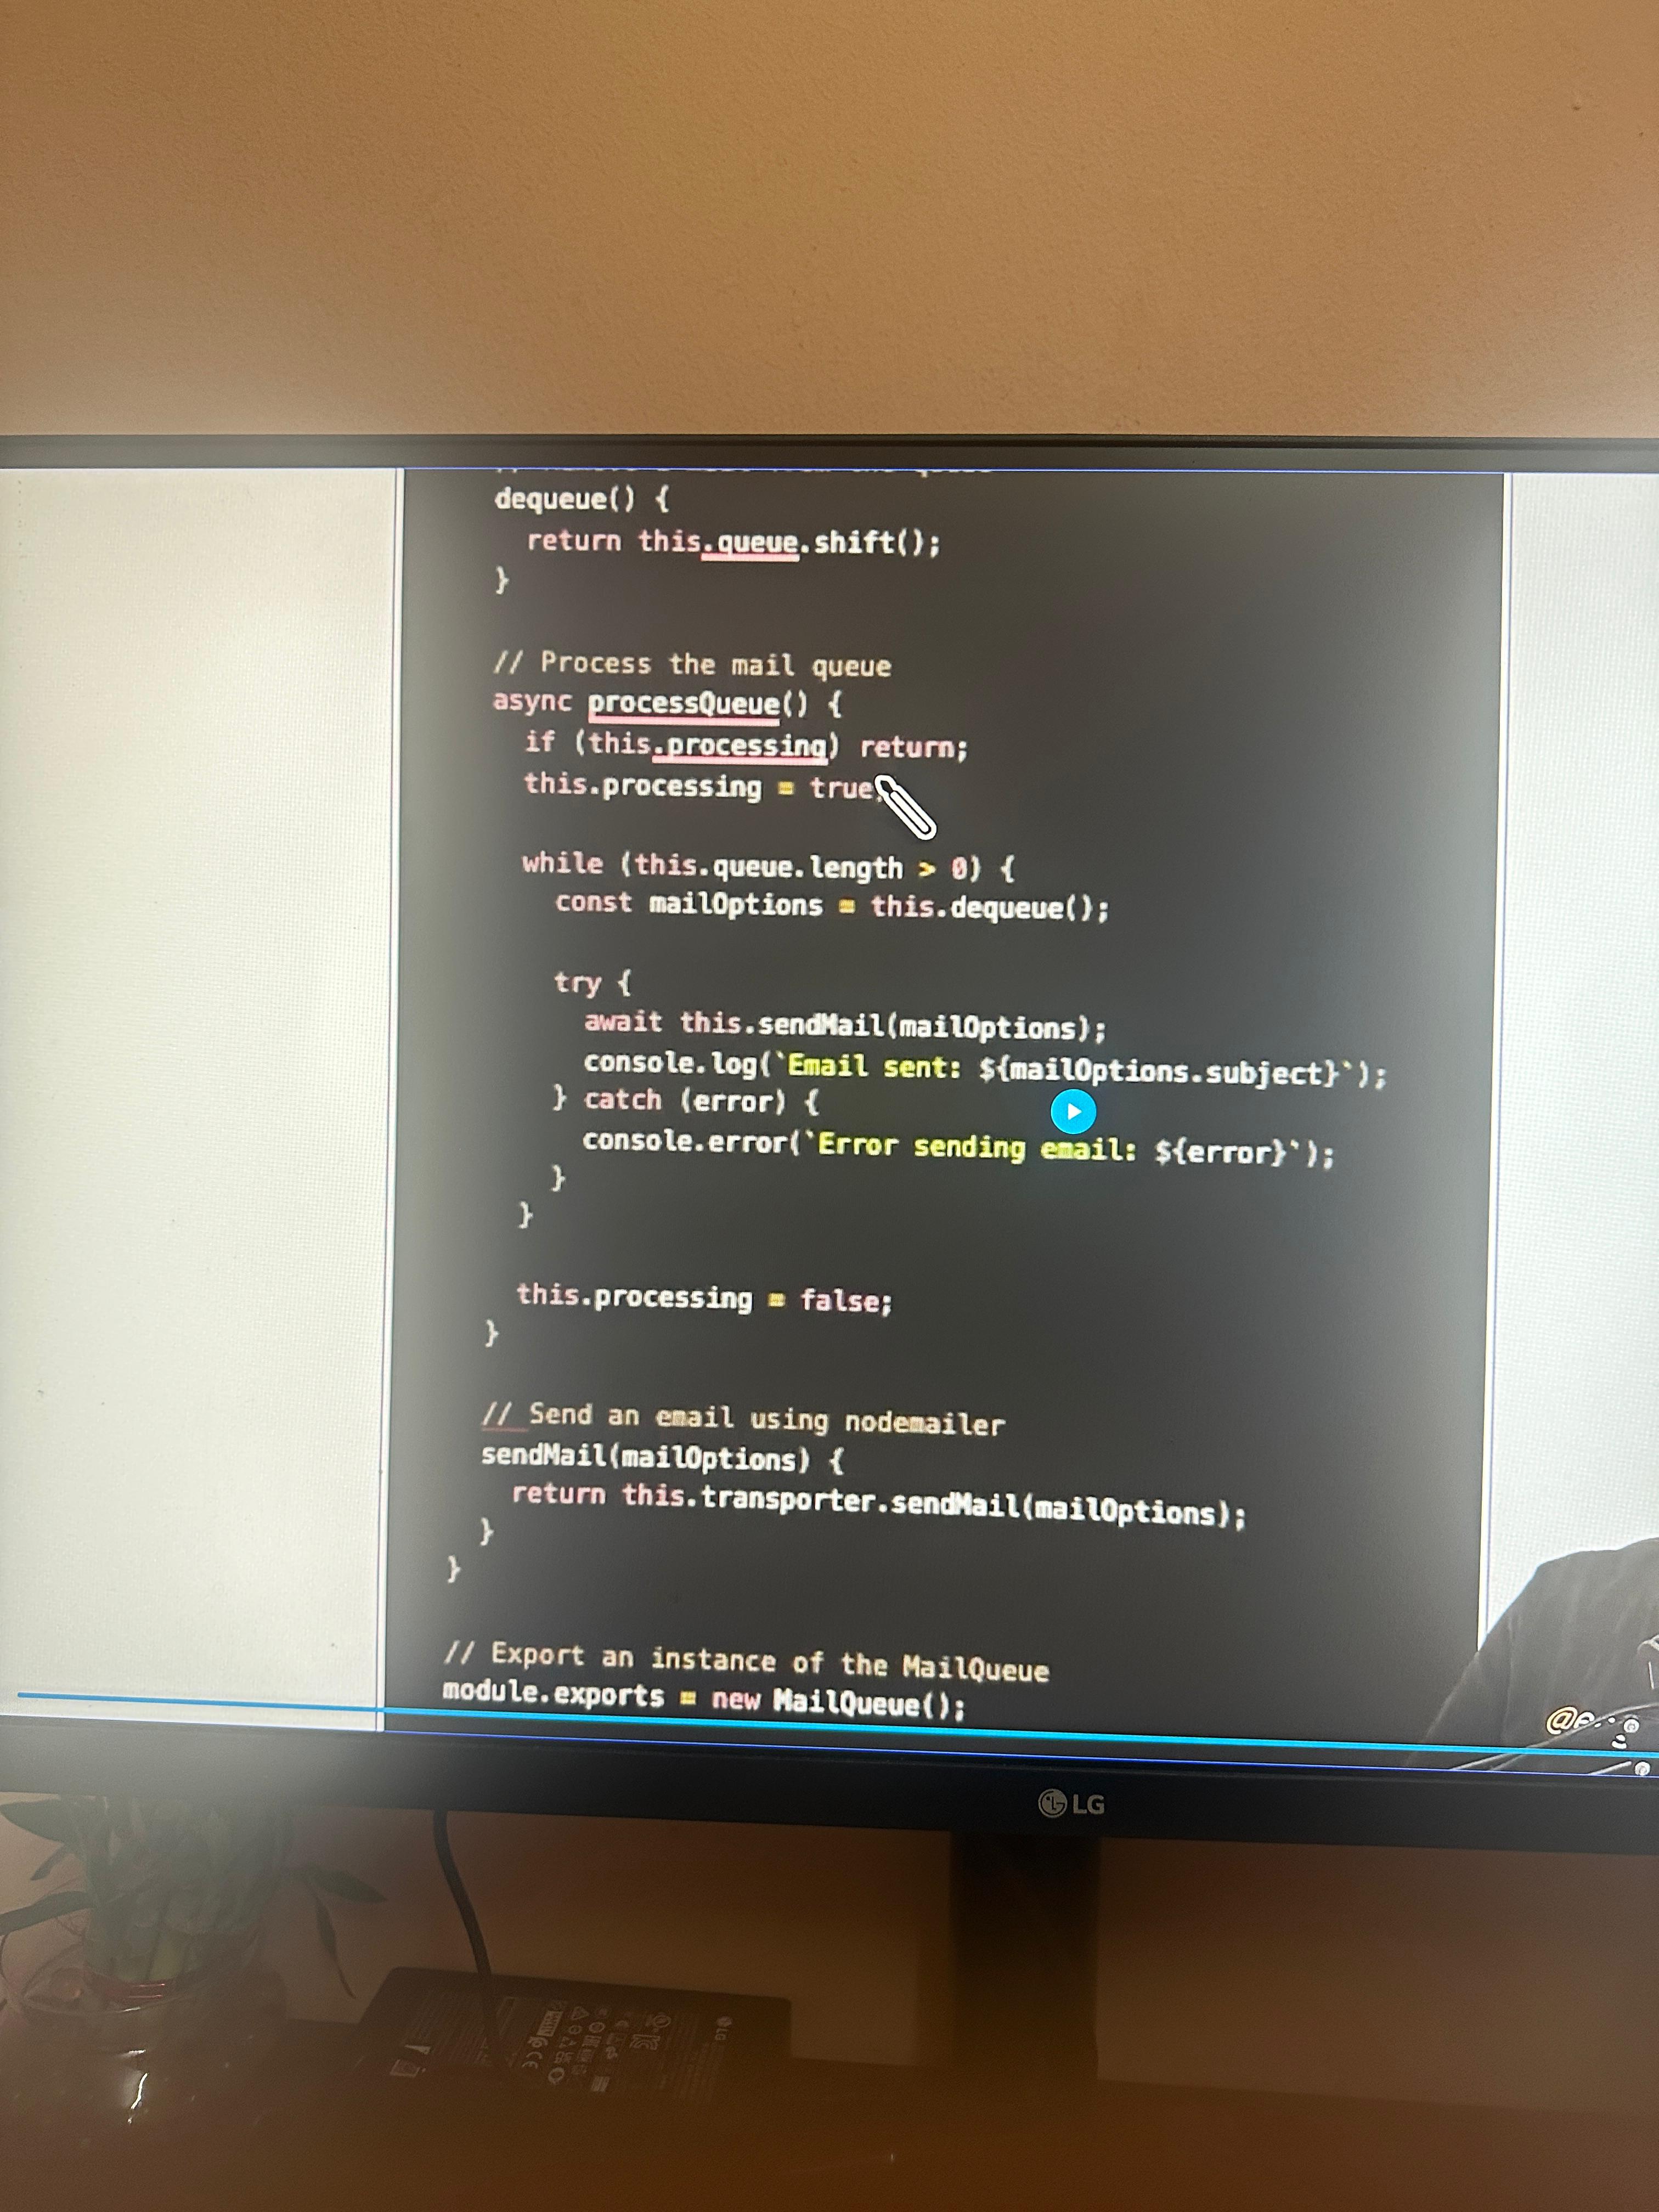 dequeue() {
return this.queue.shift();
}
// Process the mail queue
async processQueue() {
if (this.processing) return;
this.processing = true;
while (this.queue.length > 0) {
const mailOptions = this.dequeue();
try {
await this.sendMail(mailOptions);
console.log(`Email sent: ${mailOptions.subject}`);
} catch (error) {
console.error(`Error sending email: ${error}`);
}
}
this.processing = false;
}
// Send an email using nodemailer
sendMail(mailOptions) {
return this.transporter.sendMail(mailOptions);
}
}
// Export an instance of the MailQueue
module.exports = new MailQueue();
LG
LG